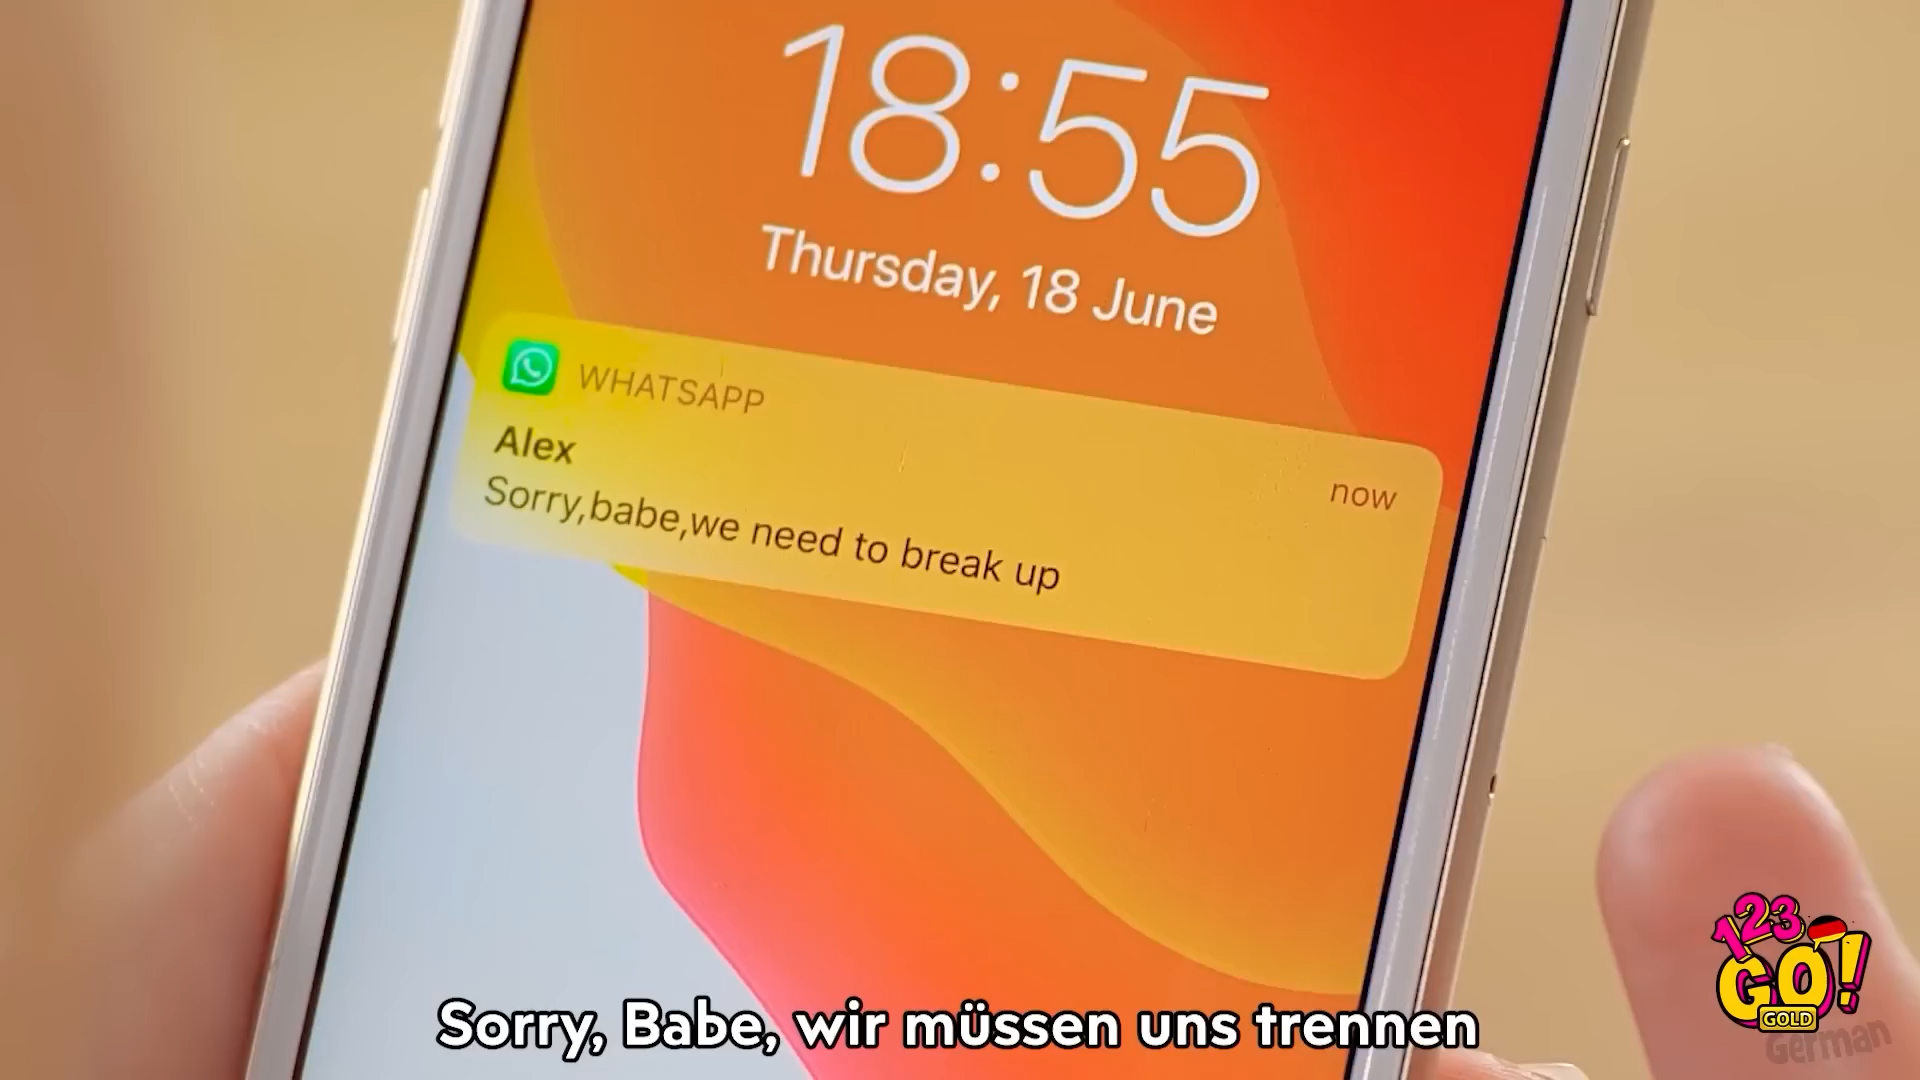 18:55
Thursday, 18 June
WHATSAPP
Alex
now
Sorry,babe,we need to break up
Sorry, Babe, wir müssen uns trennen
123
GO!
GOLD
German